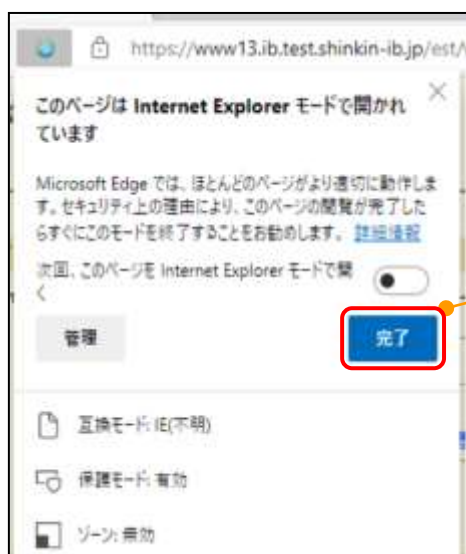 https://www13.ib.test.shinkin-ib.jp/est/
このページは Internet Explorer モードで開かれ
ています
Microsoft Edge では、ほとんどのページがより適切に動作しま
す。セキュリティ上の理由により、このページの閲覧が完了した
らすぐにこのモードを終了することをお勧めします。 詳細情報
次回、このページを Internet Explorer モードで開
く
管理
完了
互換モード: IE(不明)
保護モード: 有効
ゾーン: 無効